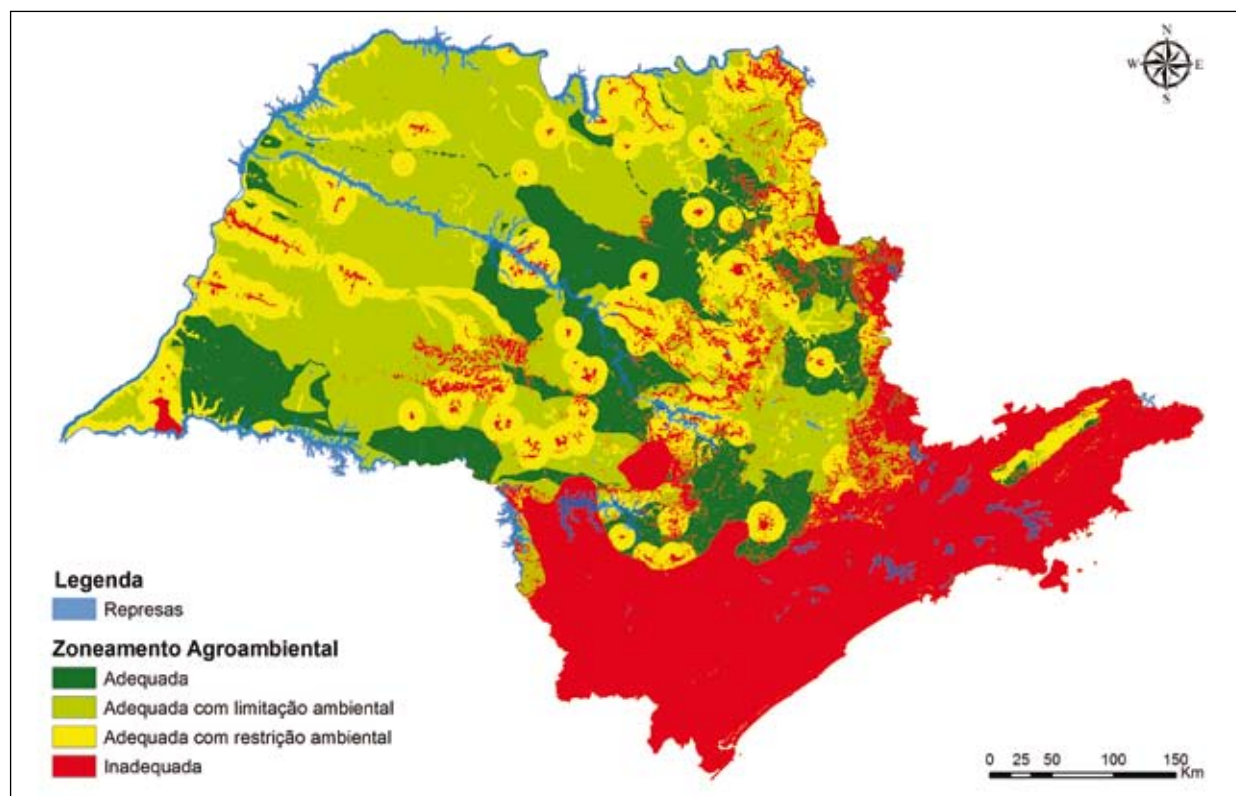 N
W E
S
Legenda
Represas
Zoneamento Agroambiental
Adequada
Adequada com limitação ambiental
Adequada com restrição ambiental
Inadequada
0 25 50 100 150
Km